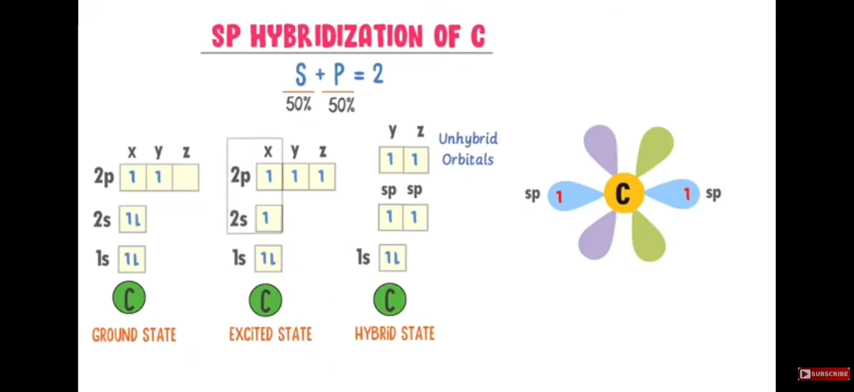 SP HYBRIDIZATION OF C
S + P = 2
50% 50%
x y z
2p 1 1
2s 1L
1s 1L
C
GROUND STATE
x y z
2p 1 1 1
2s 1
1s 1L
C
EXCITED STATE
y z
1 1
Unhybrid
Orbitals
sp sp
1 1
1s 1L
C
HYBRID STATE
sp 1 C 1 sp
SUBSCRIBE